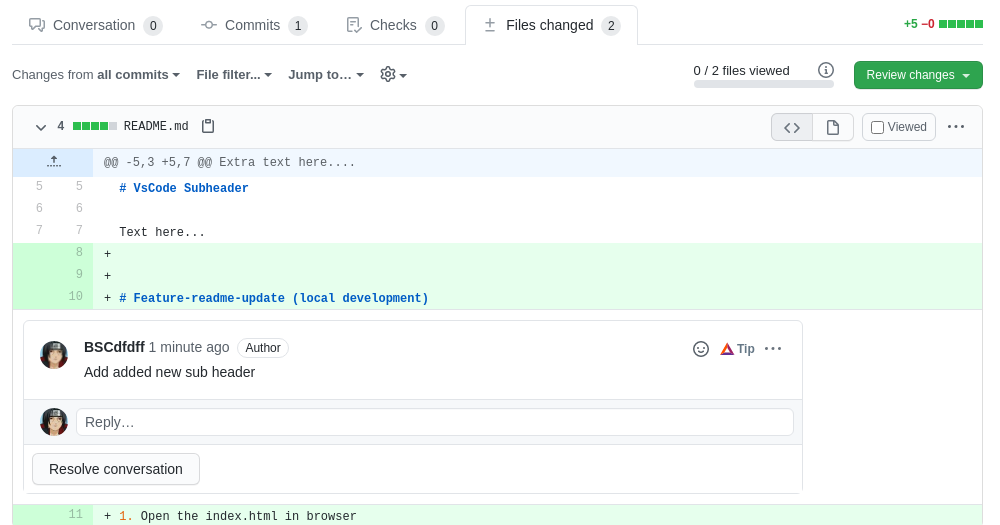 Conversation 0 Commits 1 Checks 0 Files changed 2 +5 −0
Changes from all commits File filter... Jump to… 0 / 2 files viewed Review changes
4 README.md Viewed
@@ -5,3 +5,7 @@ Extra text here....
5 5 # VsCode Subheader
6 6
7 7 Text here...
8 +
9 +
10 + # Feature-readme-update (local development)
BSCdfdff 1 minute ago Author Tip
Add added new sub header
Reply…
Resolve conversation
11 + 1. Open the index.html in browser